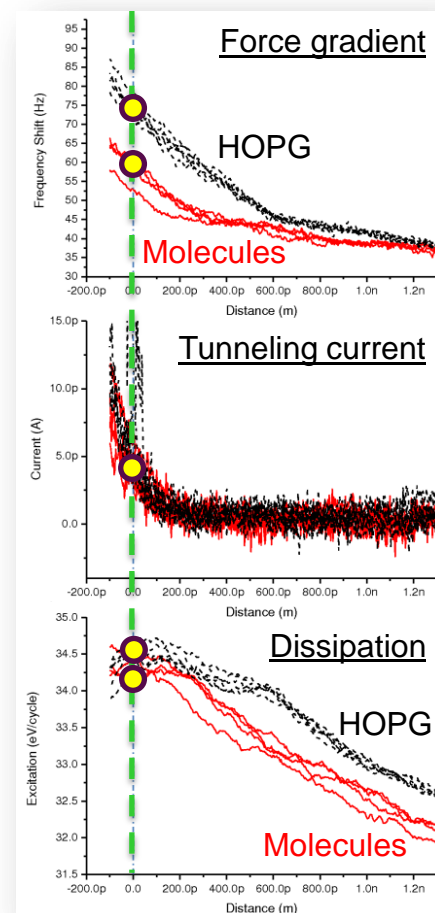 Force gradient
95
90
85
80
75
70
65
60
55
50
45
40
35
30
Frequency Shift (Hz)
HOPG
Molecules
-200.0p 0.0 200.0p 400.0p 600.0p 800.0p 1.0n 1.2n
Distance (m)
Tunneling current
15.0p
10.0p
5.0p
0.0
Current (A)
-200.0p 0.0 200.0p 400.0p 600.0p 800.0p 1.0n 1.2n
Distance (m)
Dissipation
35.0
34.5
34.0
33.5
33.0
32.5
32.0
31.5
Excitation (eV/cycle)
HOPG
Molecules
-200.0p 0.0 200.0p 400.0p 600.0p 800.0p 1.0n 1.2n
Distance (m)